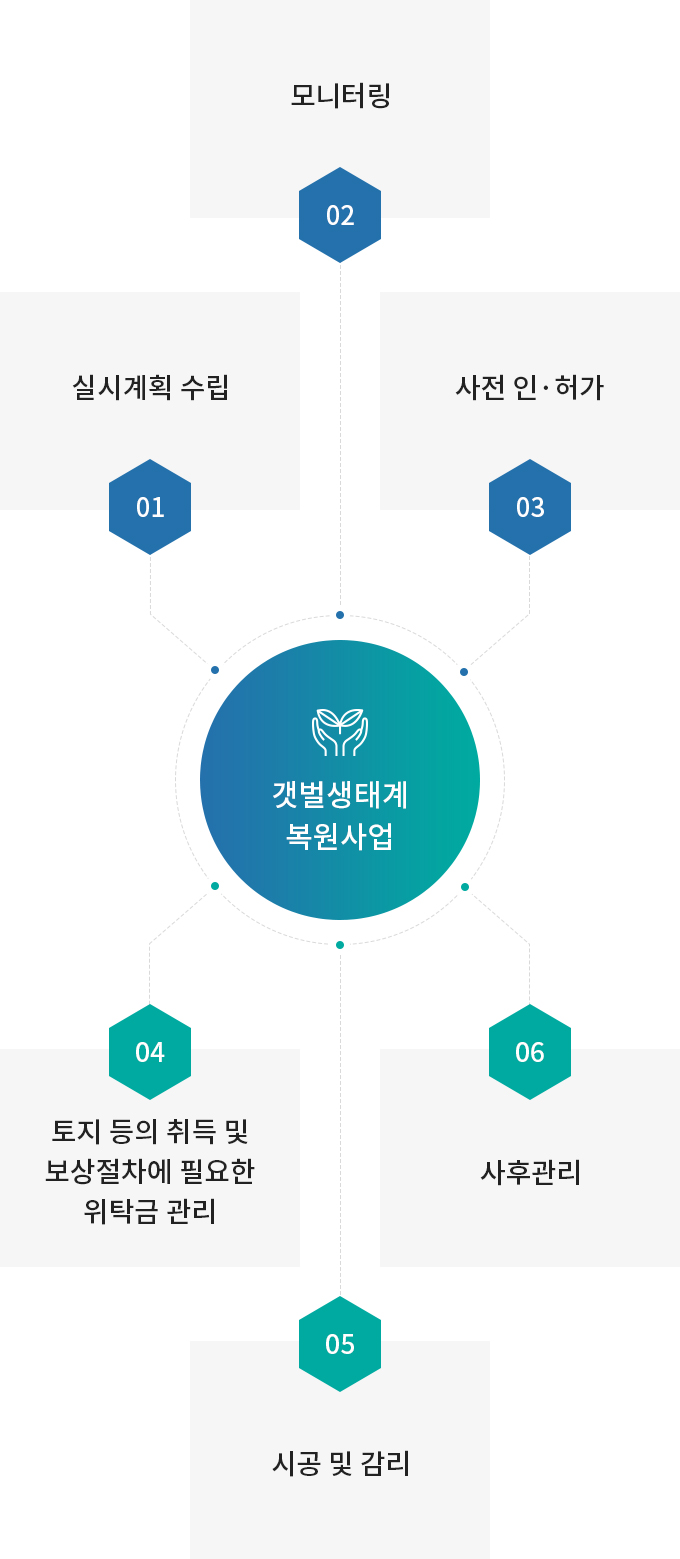 모니터링
02
실시계획 수립
01
사전 인·허가
03
갯벌생태계
복원사업
04
토지 등의 취득 및
보상절차에 필요한
위탁금 관리
06
사후관리
05
시공 및 감리